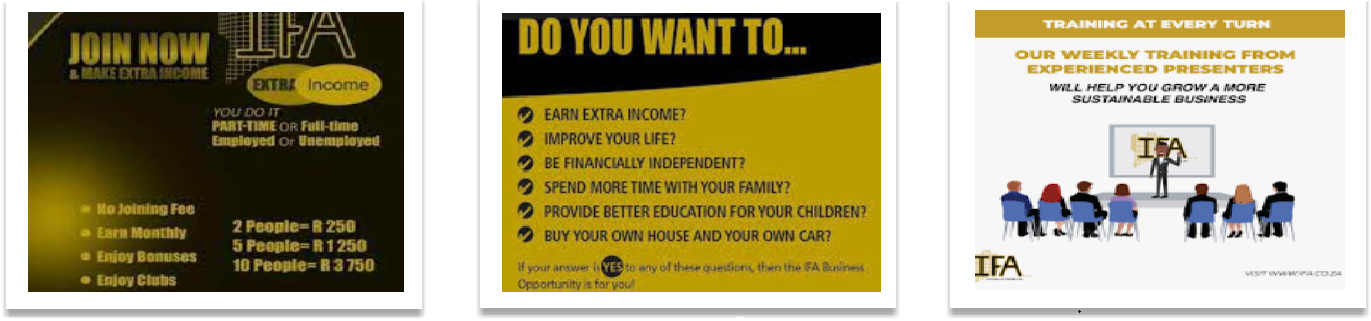 JOIN NOW
& MAKE EXTRA INCOME
IFA
EXTRA Income
YOU DO IT
PART-TIME OR Full-time
Employed Or Unemployed
No Joining Fee
Earn Monthly
Enjoy Bonuses
Enjoy Clubs
2 People= R 250
5 People= R 1 250
10 People= R 3 750
DO YOU WANT TO...
EARN EXTRA INCOME?
IMPROVE YOUR LIFE?
BE FINANCIALLY INDEPENDENT?
SPEND MORE TIME WITH YOUR FAMILY?
PROVIDE BETTER EDUCATION FOR YOUR CHILDREN?
BUY YOUR OWN HOUSE AND YOUR OWN CAR?
If your answer is YES to any of these questions, then the IFA Business
Opportunity is for you!
TRAINING AT EVERY TURN
OUR WEEKLY TRAINING FROM
EXPERIENCED PRESENTERS
WILL HELP YOU GROW A MORE
SUSTAINABLE BUSINESS
IFA
IFA
VISIT WWW.IFA.CO.ZA